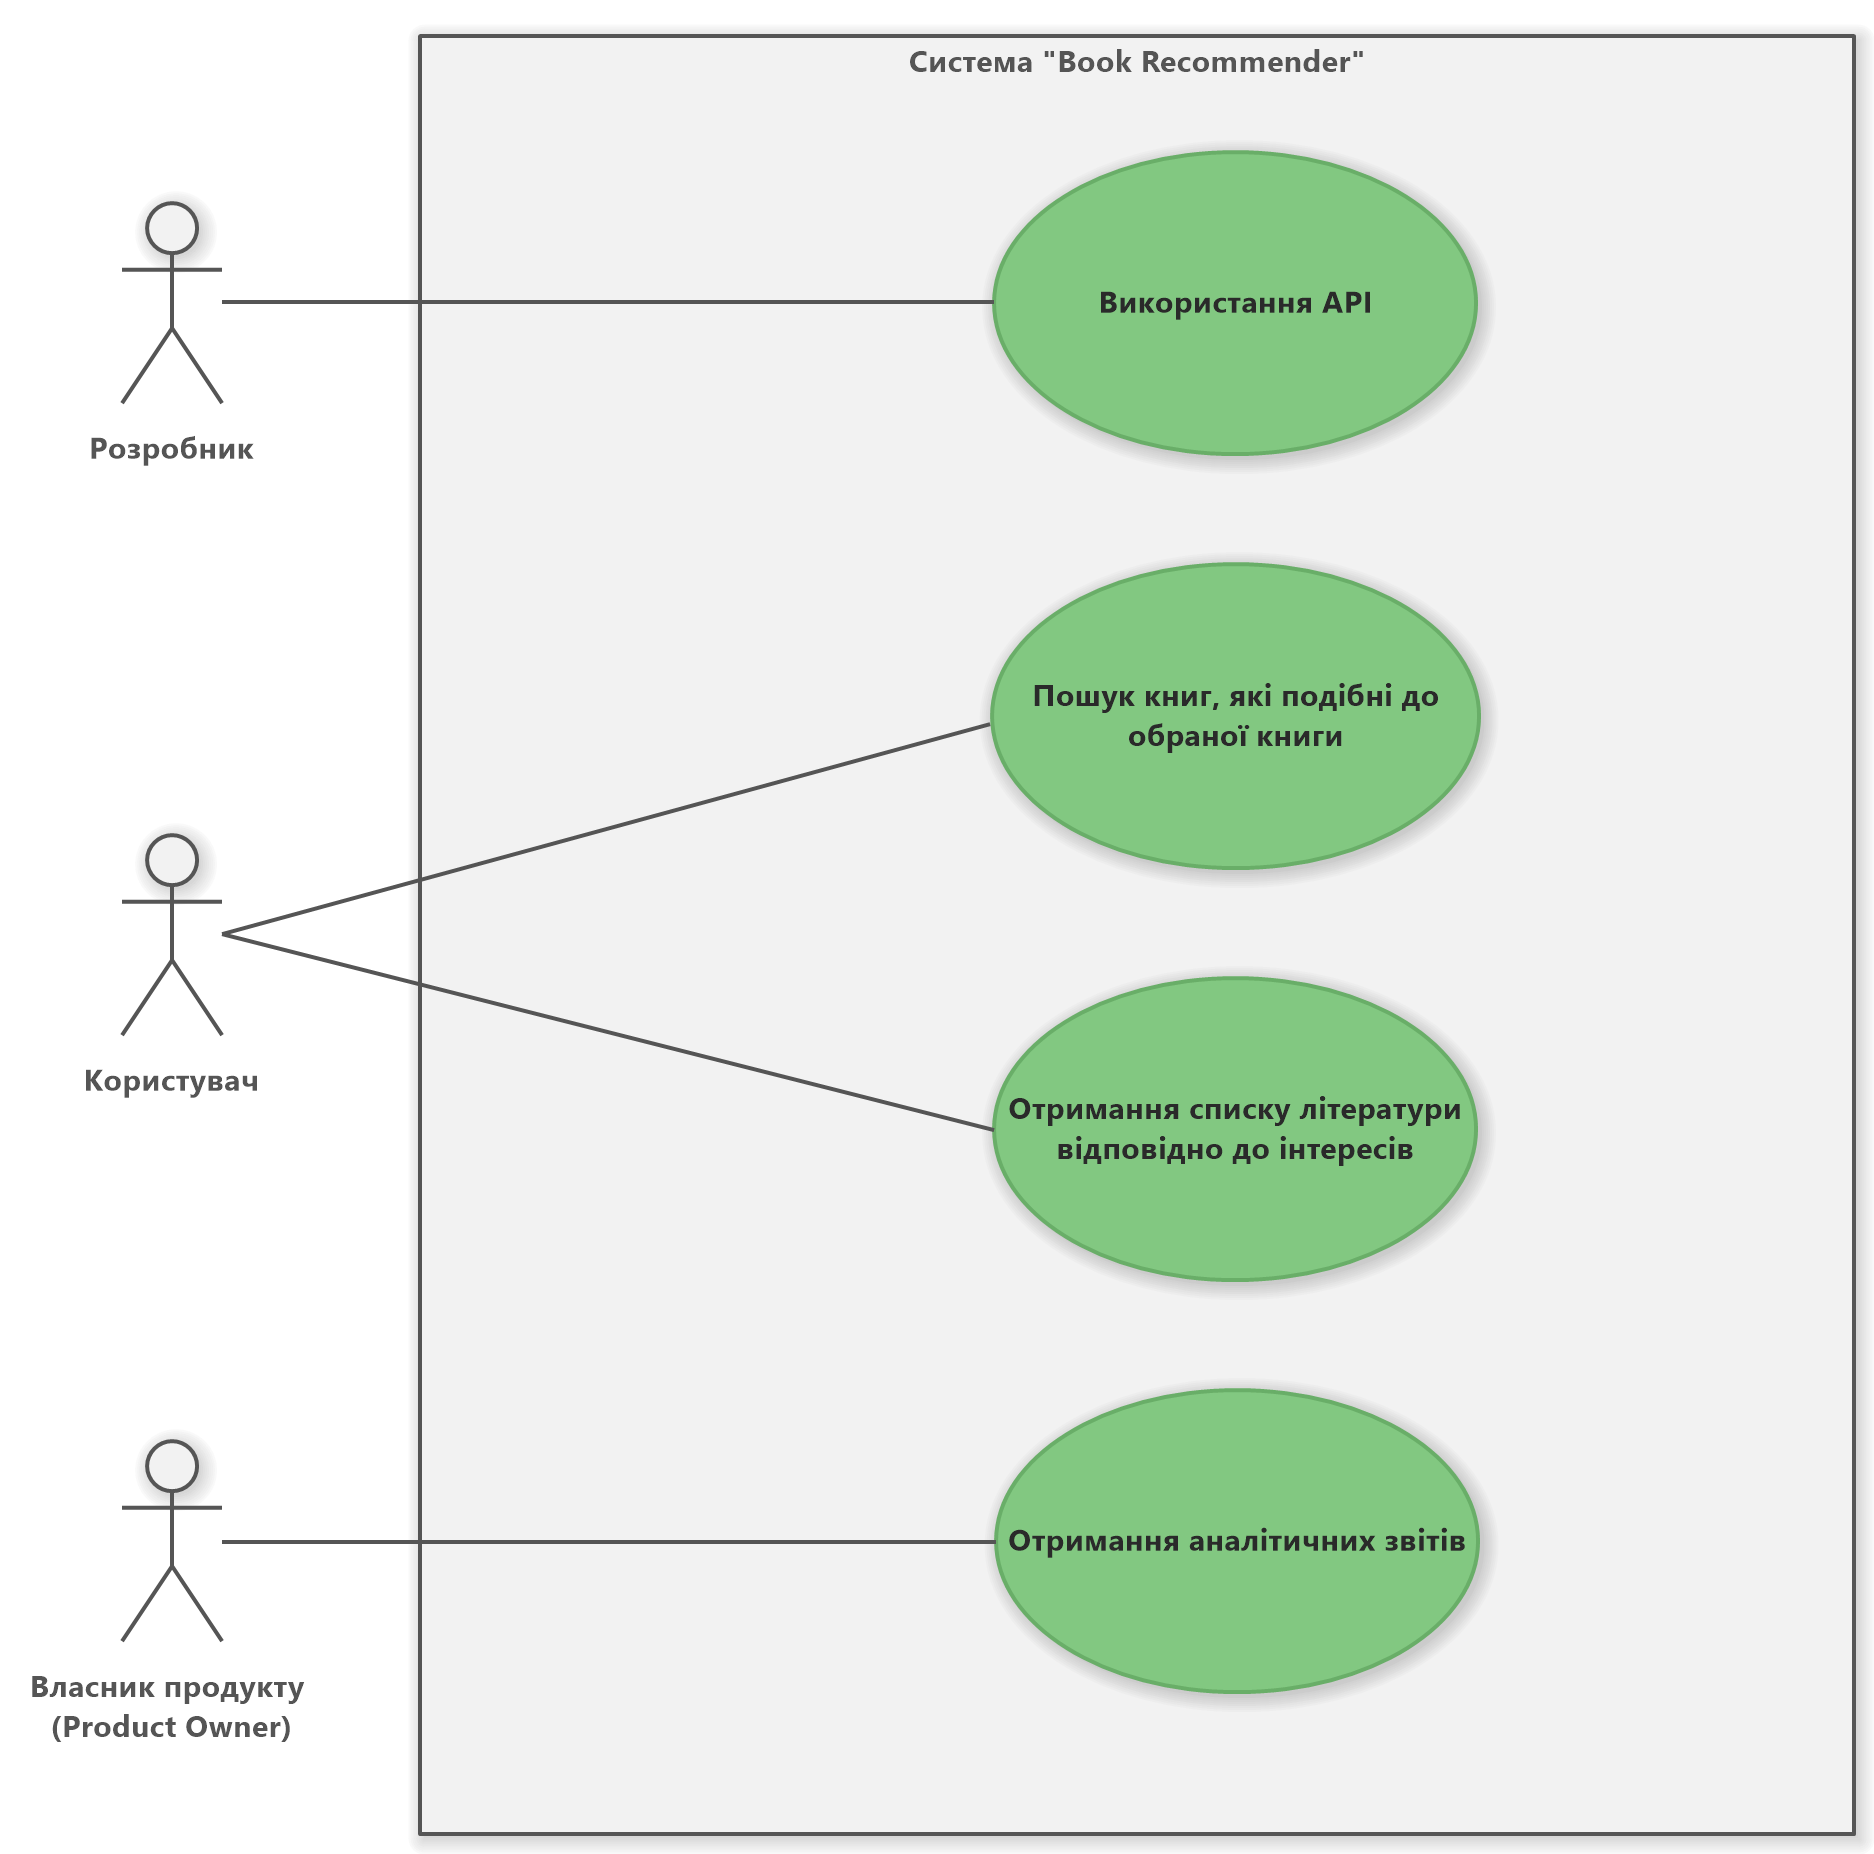 Система "Book Recommender"
Використання API
Розробник
Пошук книг, які подібні до
обраної книги
Користувач
Отримання списку літератури
відповідно до інтересів
Отримання аналітичних звітів
Власник продукту
(Product Owner)